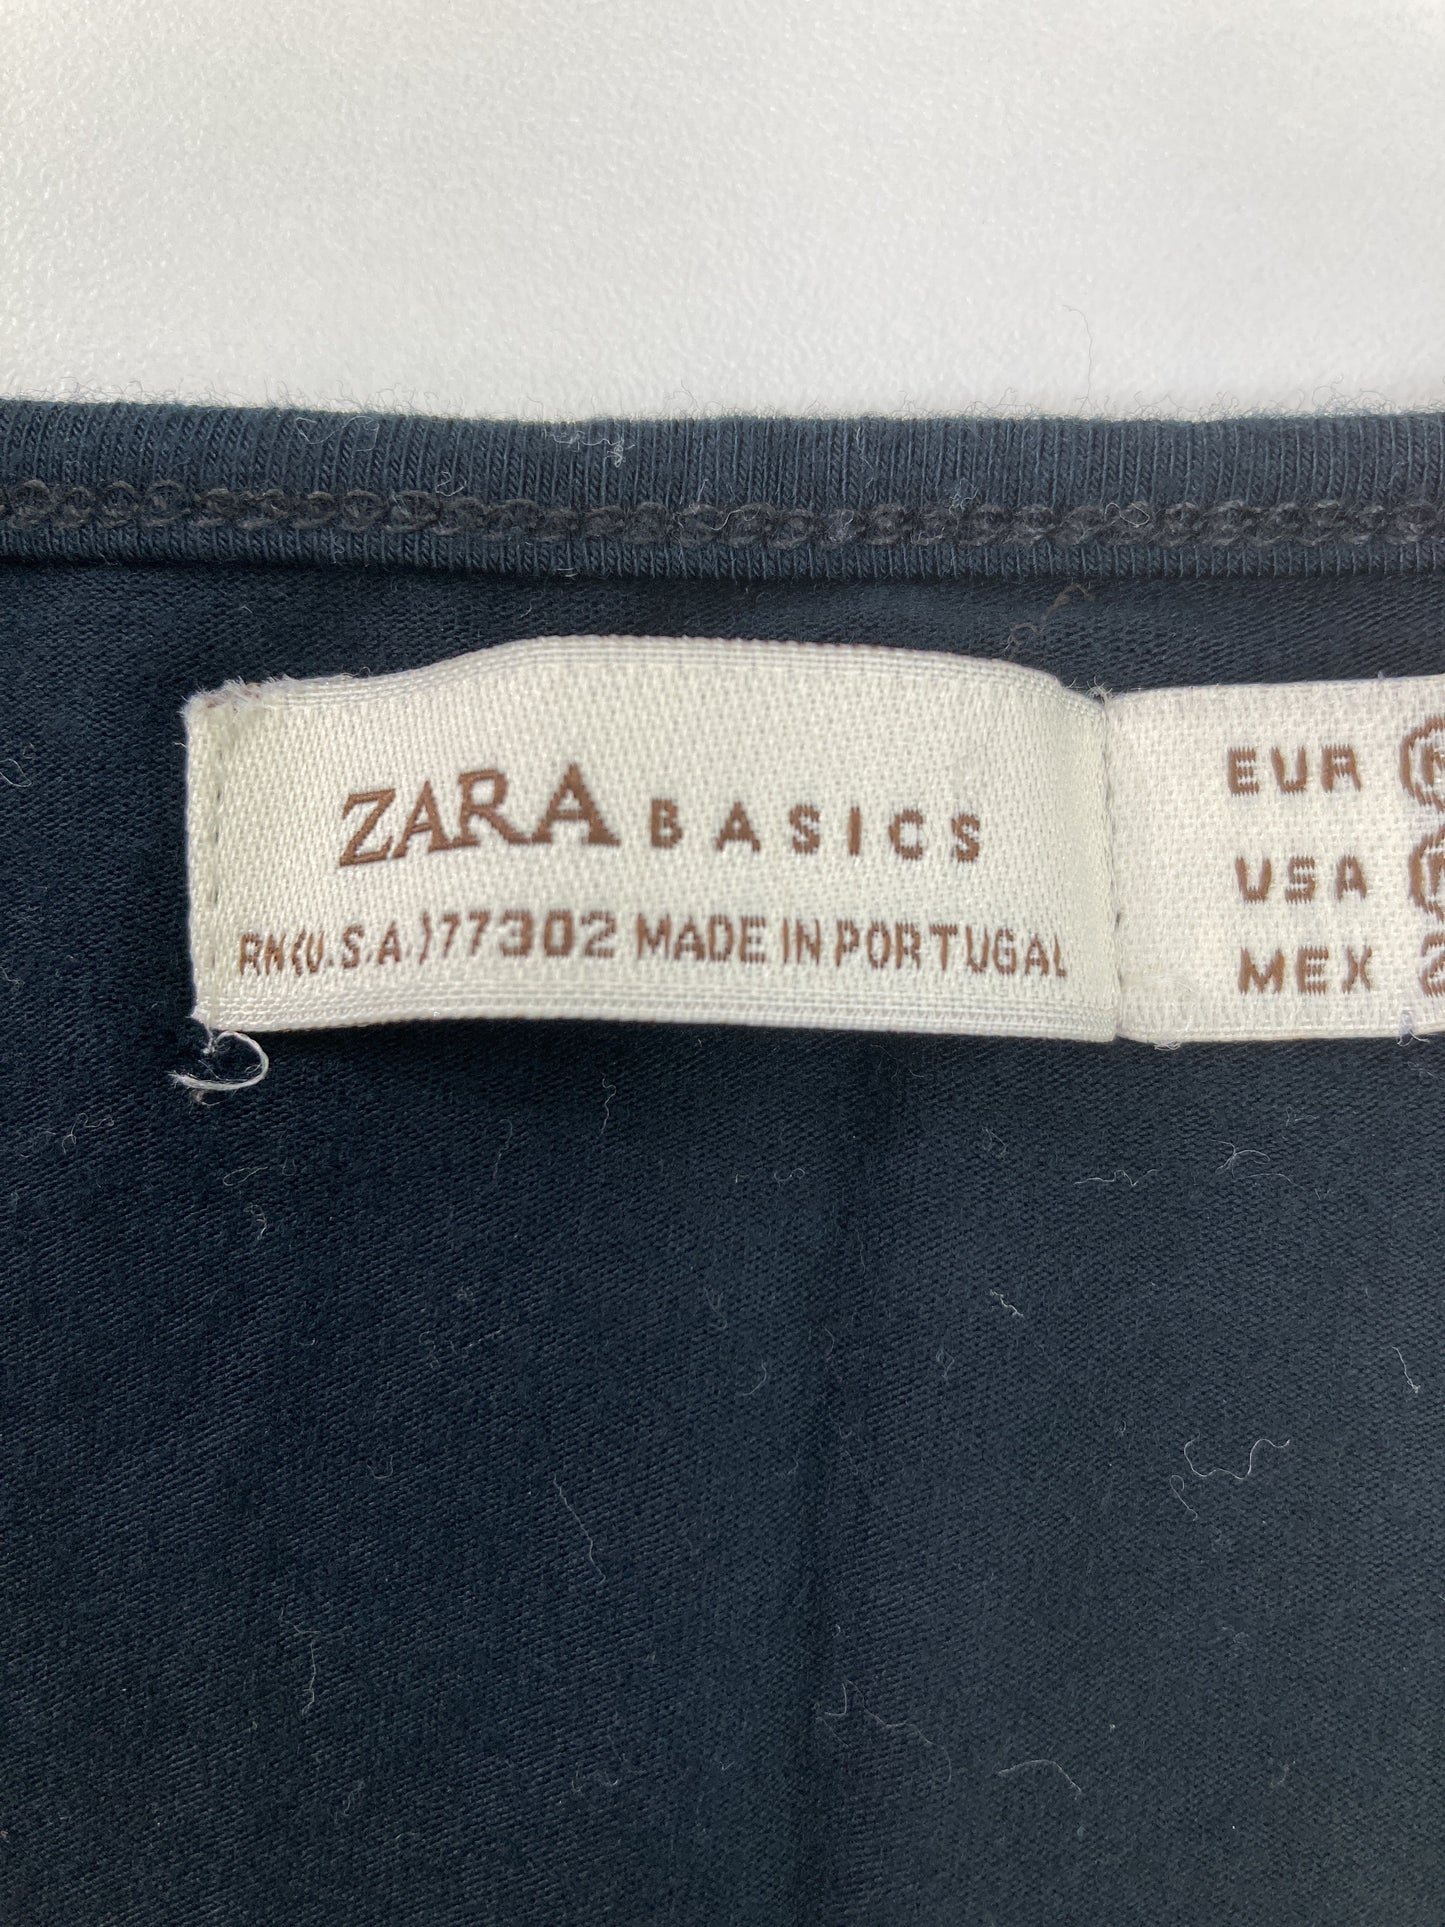 ZARA BASICS
RN(U.S.A.)77302 MADE IN PORTUGAL
EUR
USA
MEX